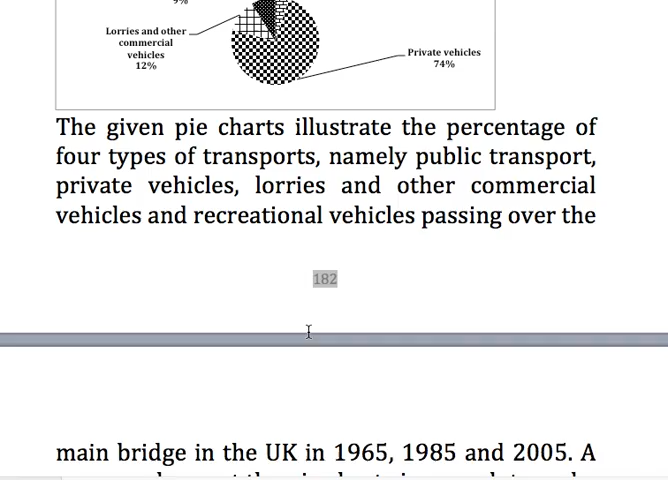 9%
Lorries and other
commercial
vehicles
12%
Private vehicles
74%
The given pie charts illustrate the percentage of
four types of transports, namely public transport,
private vehicles, lorries and other commercial
vehicles and recreational vehicles passing over the
182
main bridge in the UK in 1965, 1985 and 2005. A